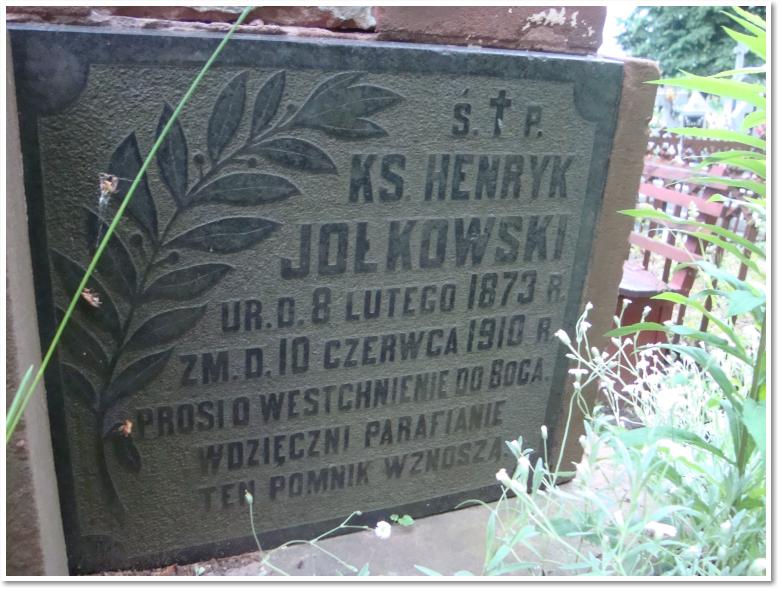 Ś. † P.
KS HENRYK
JOŁKOWSKI
UR. D. 8 LUTEGO 1873 R.
ZM. D. 10 CZERWCA 1910 R
PROSI O WESTCHNIENIE DO BOGA.
WDZIĘCZNI PARAFIANIE
TEN POMNIK WZNOSZĄ.